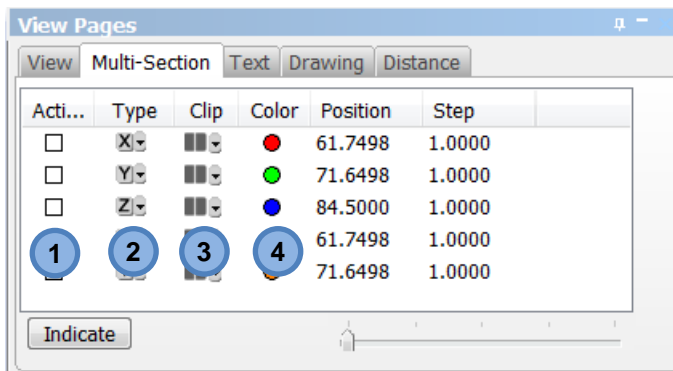 View Pages
View Multi-Section Text Drawing Distance
Acti... Type Clip Color Position Step
X 61.7498 1.0000
Y 71.6498 1.0000
Z 84.5000 1.0000
61.7498 1.0000
1 2 3 4
71.6498 1.0000
Indicate